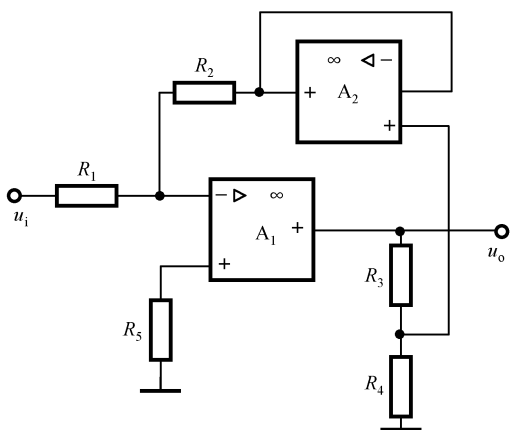 ∞ ▷ −
R2
+ A2
+
R1
− ▷ ∞
ui
A1 +
uo
+
R3
R5
R4